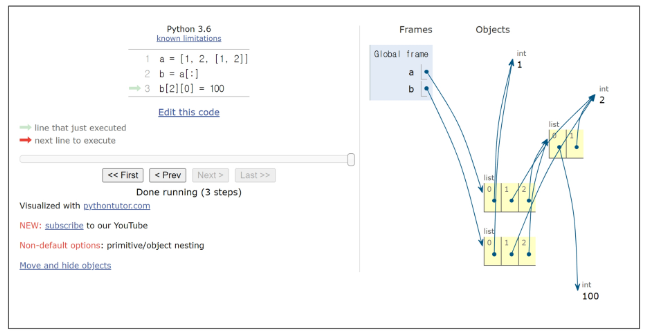 Python 3.6
known limitations
1 a = [1, 2, [1, 2]]
2 b = a[:]
3 b[2][0] = 100
Edit this code
line that just executed
next line to execute
<< First < Prev Next > Last >>
Done running (3 steps)
Visualized with pythontutor.com
NEW: subscribe to our YouTube
Non-default options: primitive/object nesting
Move and hide objects
Frames Objects
Global frame
a
b
int
1
int
2
list
0 1
list
0 1 2
list
0 1 2
int
100